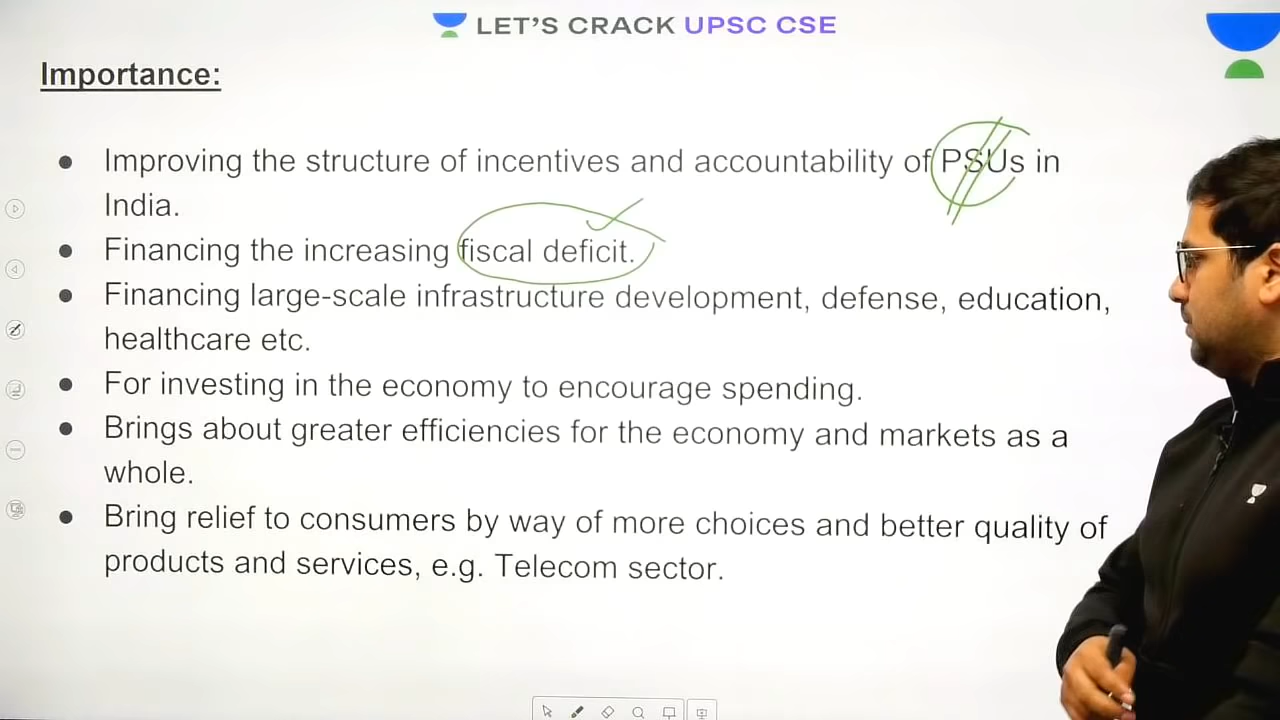 LET'S CRACK UPSC CSE
Importance:
● Improving the structure of incentives and accountability of PSUs in
India.
● Financing the increasing fiscal deficit.
● Financing large-scale infrastructure development, defense, education,
healthcare etc.
● For investing in the economy to encourage spending.
● Brings about greater efficiencies for the economy and markets as a
whole.
● Bring relief to consumers by way of more choices and better quality of
products and services, e.g. Telecom sector.